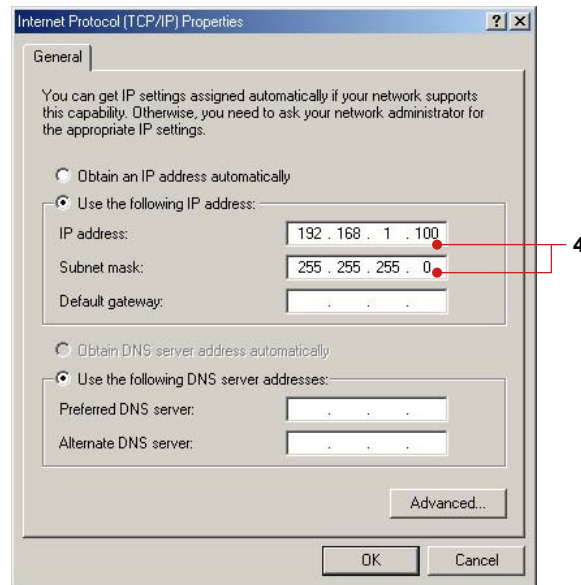 Internet Protocol (TCP/IP) Properties
General
You can get IP settings assigned automatically if your network supports
this capability. Otherwise, you need to ask your network administrator for
the appropriate IP settings.
Obtain an IP address automatically
Use the following IP address:
IP address: 192 . 168 . 1 . 100
4
Subnet mask: 255 . 255 . 255 . 0
Default gateway: . . .
Obtain DNS server address automatically
Use the following DNS server addresses:
Preferred DNS server: . . .
Alternate DNS server: . . .
Advanced...
OK Cancel